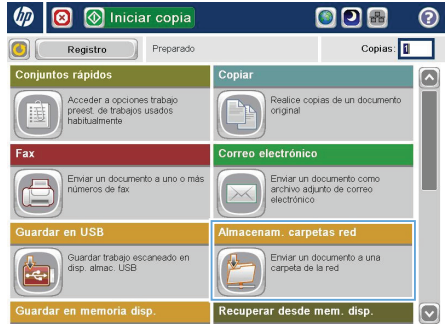 hp
Iniciar copia
?
Registro
Preparado
Copias: 1
Conjuntos rápidos
Acceder a opciones trabajo
preest. de trabajos usados
habitualmente
Copiar
Realice copias de un documento
original
Fax
Enviar un documento a uno o más
números de fax
Correo electrónico
Enviar un documento como
archivo adjunto de correo
electrónico
Guardar en USB
Guardar trabajo escaneado en
disp. almac. USB
Almacenam. carpetas red
Enviar un documento a una
carpeta de la red
Guardar en memoria disp.
Recuperar desde mem. disp.